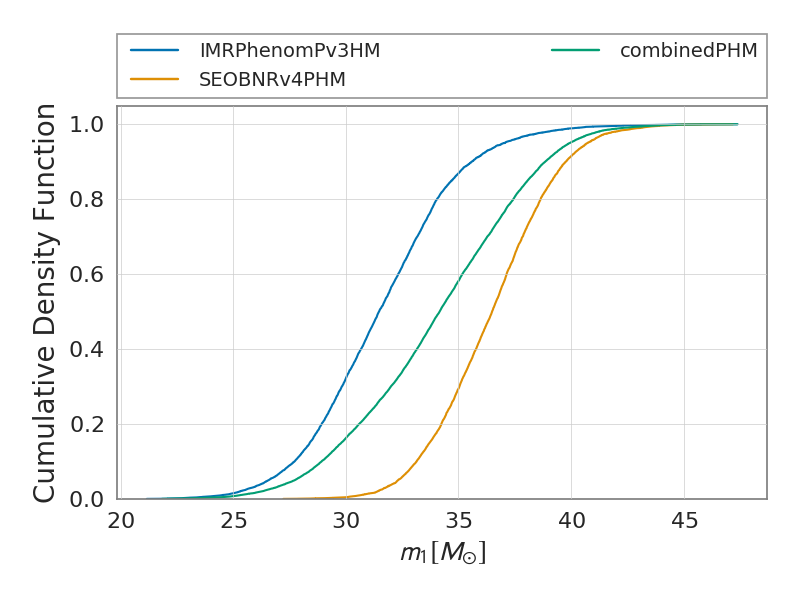 IMRPhenomPv3HM
SEOBNRv4PHM
combinedPHM
Cumulative Density Function
1.0
0.8
0.6
0.4
0.2
0.0
20 25 30 35 40 45
m₁[M⊙]